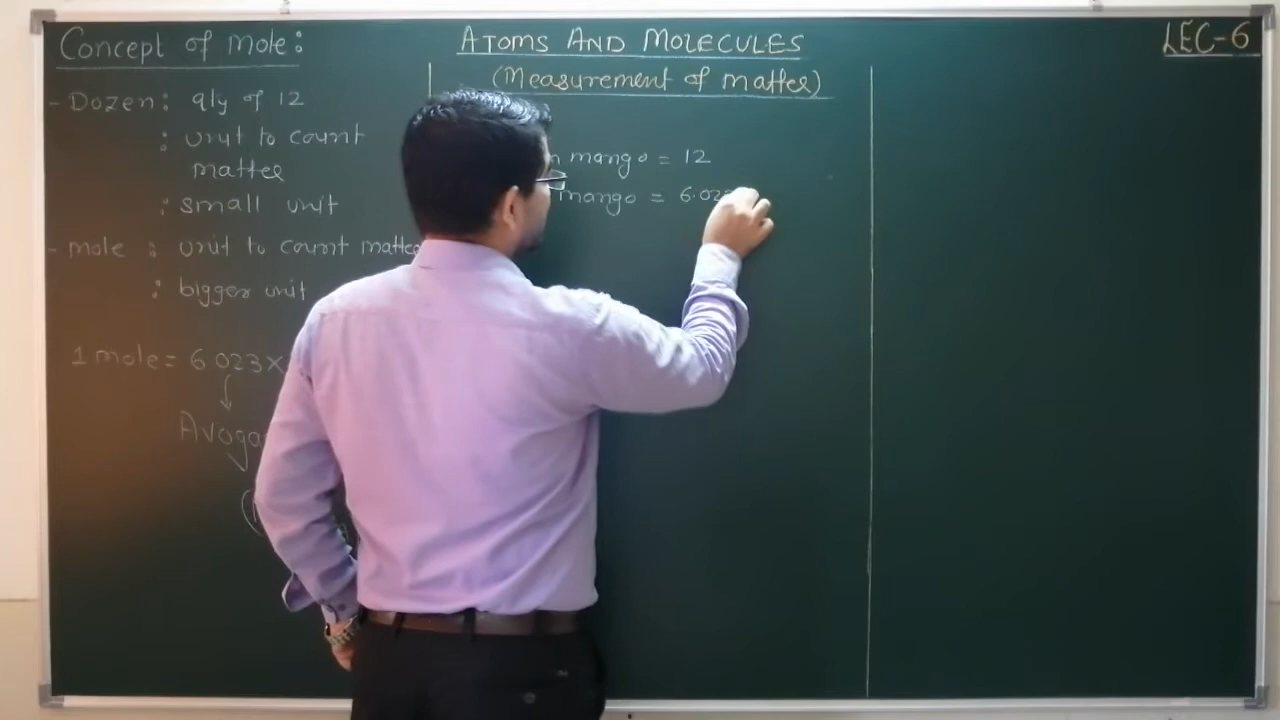 Concept of mole:
ATOMS AND MOLECULES
LEC-6
(Measurement of matter)
- Dozen: qty of 12
: unit to count
matter
: small unit
- mole : unit to count matter
: bigger unit
1 mole = 6.023×
mango = 12
mango = 6.02